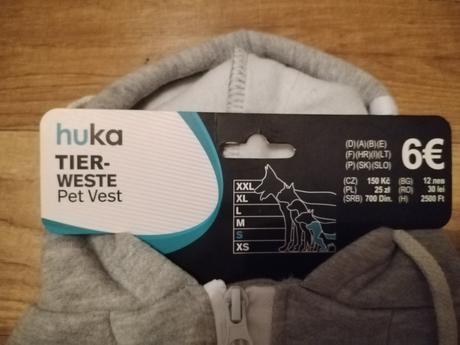 huka
TIER-
WESTE
Pet Vest
XXL
XL
L
M
S
XS
(D)(A)(B)(E)
(F)(HR)(I)(LT)
(P)(SK)(SLO)
6€
(CZ) 150 Kč (BG) 12 лев
(PL) 25 zł (RO) 30 lei
(SRB) 700 Din. (H) 2500 Ft